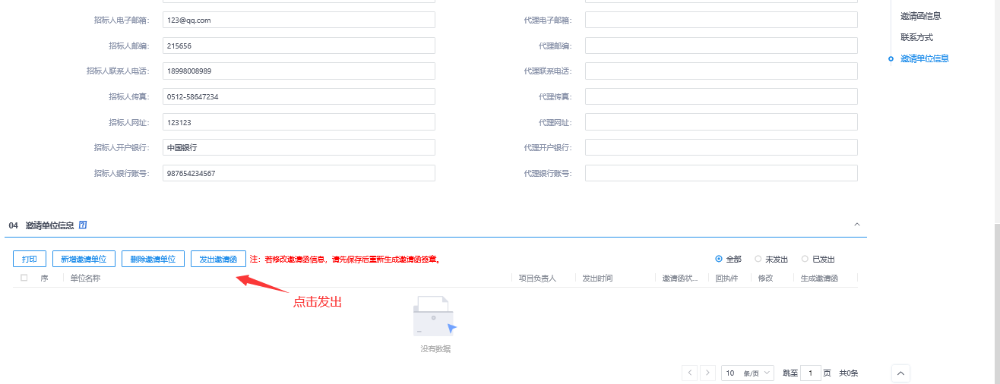 招标人电子邮箱： 123@qq.com 代理电子邮箱： 邀请函信息
联系方式
招标人邮编： 215656 代理邮编：
邀请单位信息
招标人联系人电话： 18998008989 代理联系电话：
招标人传真： 0512-58647234 代理传真：
招标人网址： 123123 代理网址：
招标人开户银行： 中国银行 代理开户银行：
招标人银行账号： 987654234567 代理银行账号：
04 邀请单位信息 ?
打印 新增邀请单位 删除邀请单位 发出邀请函 注：若修改邀请函信息，请先保存后重新生成邀请函签章。 全部 未发出 已发出
序 单位名称 项目负责人 发出时间 邀请函状... 回执件 修改 生成邀请函
点击发出
没有数据
10 条/页 跳至 1 页 共0条